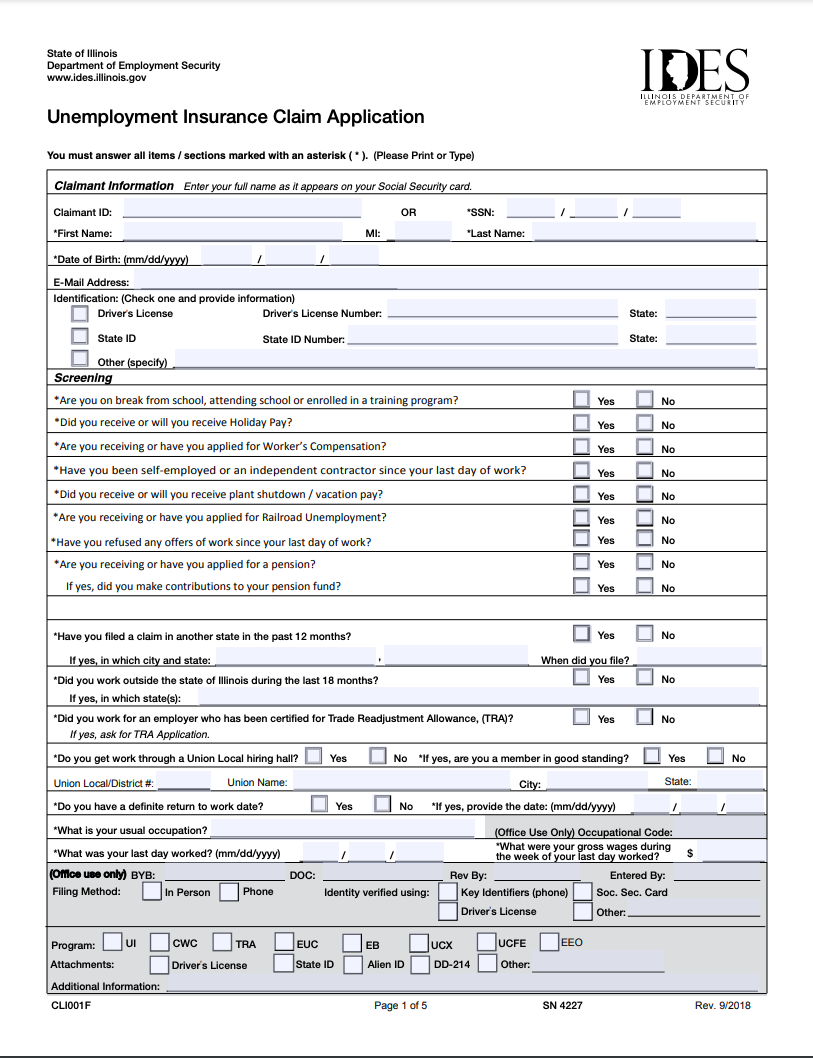 State of Illinois
Department of Employment Security
www.ides.illinois.gov
IDES
ILLINOIS DEPARTMENT OF
EMPLOYMENT SECURITY
Unemployment Insurance Claim Application
You must answer all items / sections marked with an asterisk ( * ). (Please Print or Type)
Claimant Information Enter your full name as it appears on your Social Security card.
Claimant ID: OR *SSN: / /
*First Name: MI: *Last Name:
*Date of Birth: (mm/dd/yyyy) / /
E-Mail Address:
Identification: (Check one and provide information)
Driver's License Driver's License Number: State:
State ID State ID Number: State:
Other (specify)
Screening
*Are you on break from school, attending school or enrolled in a training program? Yes No
*Did you receive or will you receive Holiday Pay? Yes No
*Are you receiving or have you applied for Worker's Compensation? Yes No
*Have you been self-employed or an independent contractor since your last day of work? Yes No
*Did you receive or will you receive plant shutdown / vacation pay? Yes No
*Are you receiving or have you applied for Railroad Unemployment? Yes No
*Have you refused any offers of work since your last day of work? Yes No
*Are you receiving or have you applied for a pension? Yes No
If yes, did you make contributions to your pension fund? Yes No
*Have you filed a claim in another state in the past 12 months? Yes No
If yes, in which city and state: , When did you file?
*Did you work outside the state of Illinois during the last 18 months? Yes No
If yes, in which state(s):
*Did you work for an employer who has been certified for Trade Readjustment Allowance, (TRA)? Yes No
If yes, ask for TRA Application.
*Do you get work through a Union Local hiring hall? Yes No *If yes, are you a member in good standing? Yes No
Union Local/District #: Union Name: City: State:
*Do you have a definite return to work date? Yes No *If yes, provide the date: (mm/dd/yyyy) / /
*What is your usual occupation? (Office Use Only) Occupational Code:
*What was your last day worked? (mm/dd/yyyy) / / *What were your gross wages during
the week of your last day worked? $
(Office use only) BYB: DOC: Rev By: Entered By:
Filing Method: In Person Phone Identity verified using: Key Identifiers (phone) Soc. Sec. Card
Driver's License Other:
Program: UI CWC TRA EUC EB UCX UCFE EEO
Attachments: Driver's License State ID Alien ID DD-214 Other:
Additional Information:
CLI001F Page 1 of 5 SN 4227 Rev. 9/2018